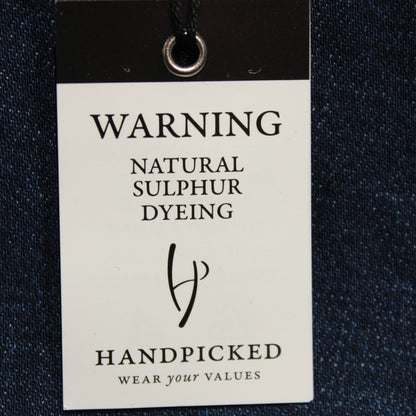 WARNING
NATURAL
SULPHUR
DYEING
HANDPICKED
WEAR your VALUES